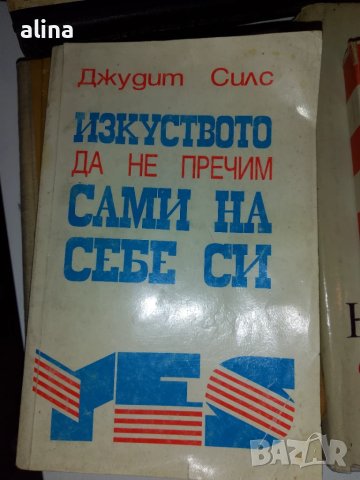 alina
Джудит Силс
ИЗКУСТВОТО
ДА НЕ ПРЕЧИМ
САМИ НА
СЕБЕ СИ
YES
BAZAR